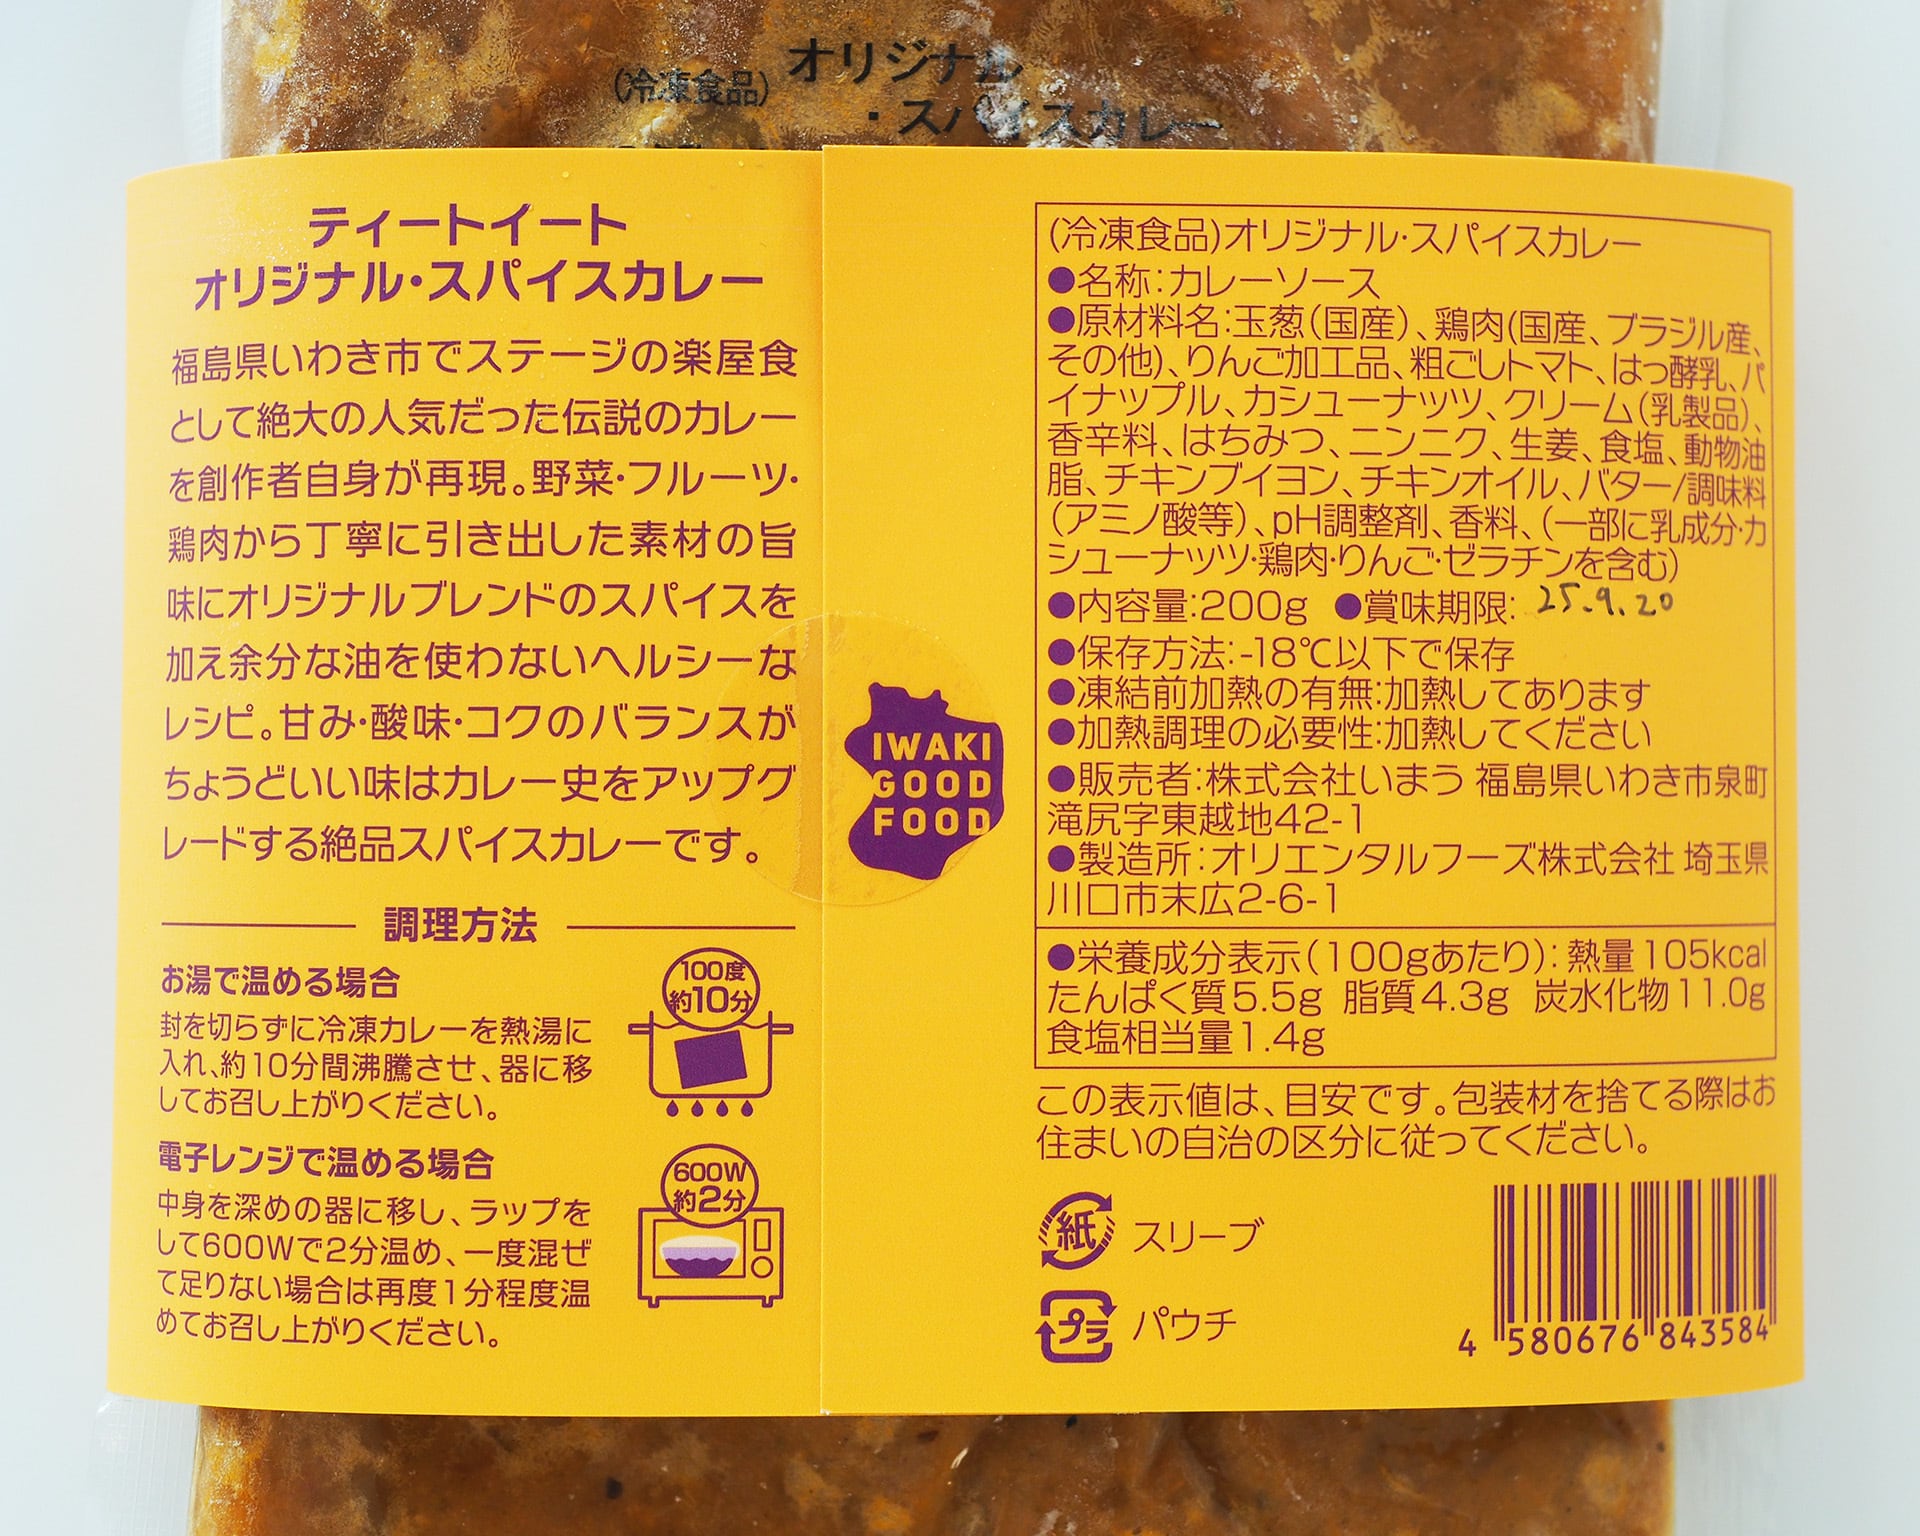 (冷凍食品) オリジナル
・スパイスカレー
ティートイート
オリジナル・スパイスカレー
福島県いわき市でステージの楽屋食
として絶大の人気だった伝説のカレー
を創作者自身が再現。野菜・フルーツ・
鶏肉から丁寧に引き出した素材の旨
味にオリジナルブレンドのスパイスを
加え余分な油を使わないヘルシーな
レシピ。甘み・酸味・コクのバランスが
ちょうどいい味はカレー史をアップグ
レードする絶品スパイスカレーです。
調理方法
お湯で温める場合
封を切らずに冷凍カレーを熱湯に
入れ、約10分間沸騰させ、器に移
してお召し上がりください。
100度
約10分
電子レンジで温める場合
中身を深めの器に移し、ラップを
して600Wで2分温め、一度混ぜ
て足りない場合は再度1分程度温
めてお召し上がりください。
600W
約2分
IWAKI
GOOD
FOOD
(冷凍食品)オリジナル・スパイスカレー
●名称:カレーソース
●原材料名:玉葱(国産)、鶏肉(国産、ブラジル産、
その他)、りんご加工品、粗ごしトマト、はっ酵乳、パ
イナップル、カシューナッツ、クリーム(乳製品)、
香辛料、はちみつ、ニンニク、生姜、食塩、動物油
脂、チキンブイヨン、チキンオイル、バター/調味料
(アミノ酸等)、pH調整剤、香料、(一部に乳成分・カ
シューナッツ・鶏肉・りんご・ゼラチンを含む)
●内容量:200g ●賞味期限: 25.9.20
●保存方法:-18℃以下で保存
●凍結前加熱の有無:加熱してあります
●加熱調理の必要性:加熱してください
●販売者:株式会社いまう 福島県いわき市泉町
滝尻字東越地42-1
●製造所:オリエンタルフーズ株式会社 埼玉県
川口市末広2-6-1
●栄養成分表示(100gあたり):熱量105kcal
たんぱく質5.5g 脂質4.3g 炭水化物11.0g
食塩相当量1.4g
この表示値は、目安です。包装材を捨てる際はお
住まいの自治の区分に従ってください。
紙 スリーブ
プラ パウチ
4 580676 843584